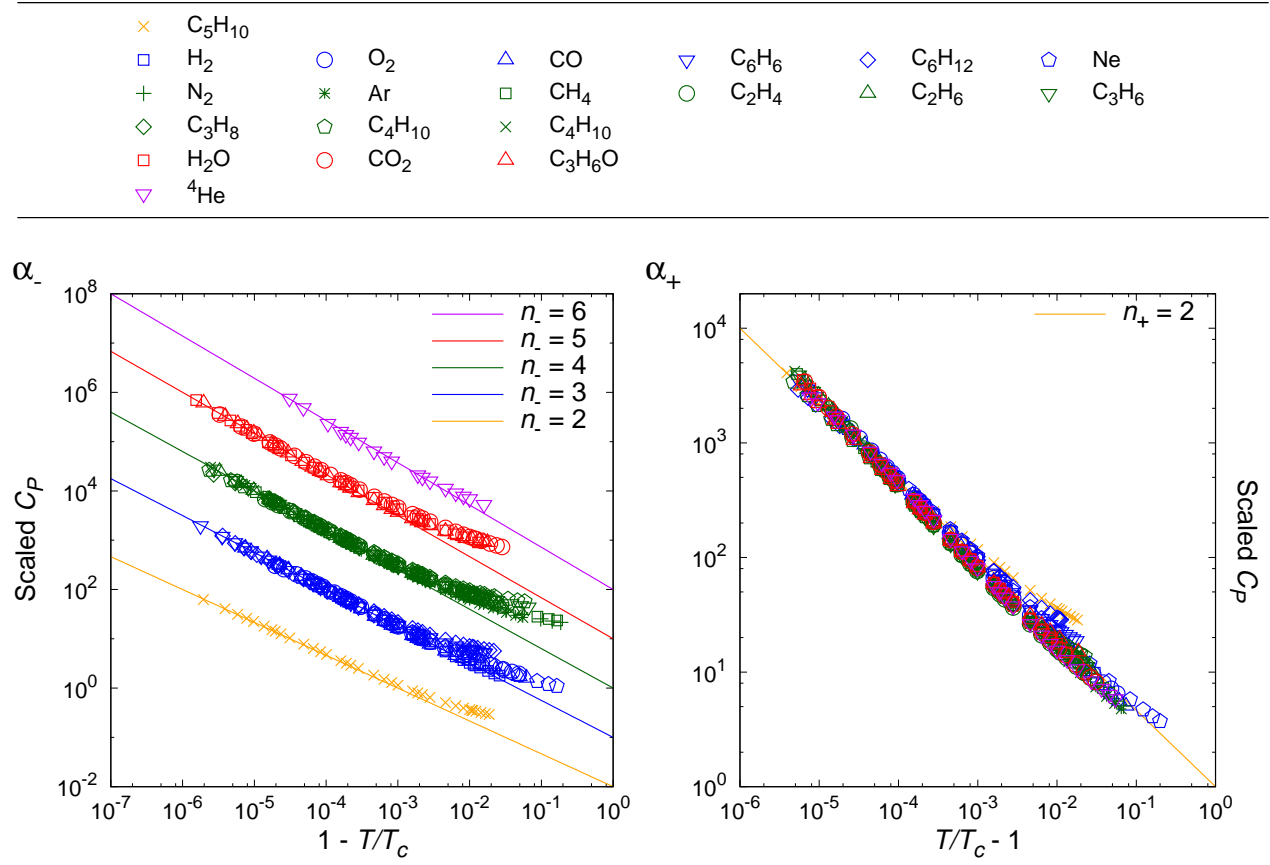 C5H10
H2 O2 CO C6H6 C6H12 Ne
N2 Ar CH4 C2H4 C2H6 C3H6
C3H8 C4H10 C4H10
H2O CO2 C3H6O
4He
α-
Scaled CP
10^8
10^6
10^4
10^2
10^0
10^-2
10^-7 10^-6 10^-5 10^-4 10^-3 10^-2 10^-1 10^0
1 - T/Tc
n- = 6
n- = 5
n- = 4
n- = 3
n- = 2
α+
10^4
10^3
10^2
10^1
10^0
10^-6 10^-5 10^-4 10^-3 10^-2 10^-1 10^0
T/Tc - 1
n+ = 2
Scaled CP